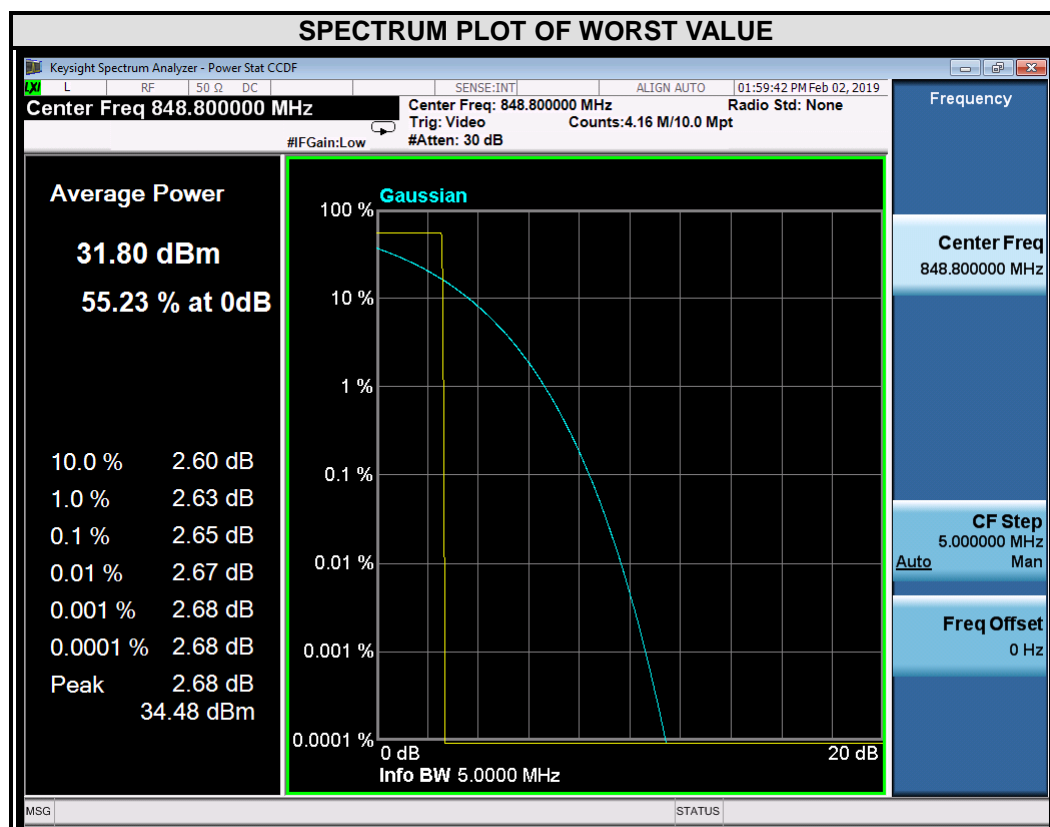 SPECTRUM PLOT OF WORST VALUE
Keysight Spectrum Analyzer - Power Stat CCDF
LXI L RF 50 Ω DC SENSE:INT ALIGN AUTO 01:59:42 PM Feb 02, 2019
Center Freq 848.800000 MHz
Center Freq: 848.800000 MHz Radio Std: None
Trig: Video Counts:4.16 M/10.0 Mpt
#IFGain:Low #Atten: 30 dB
Average Power
31.80 dBm
55.23 % at 0dB
10.0 % 2.60 dB
1.0 % 2.63 dB
0.1 % 2.65 dB
0.01 % 2.67 dB
0.001 % 2.68 dB
0.0001 % 2.68 dB
Peak 2.68 dB
34.48 dBm
Gaussian
100 %
10 %
1 %
0.1 %
0.01 %
0.001 %
0.0001 %
0 dB 20 dB
Info BW 5.0000 MHz
Frequency
Center Freq
848.800000 MHz
CF Step
5.000000 MHz
Auto Man
Freq Offset
0 Hz
MSG STATUS